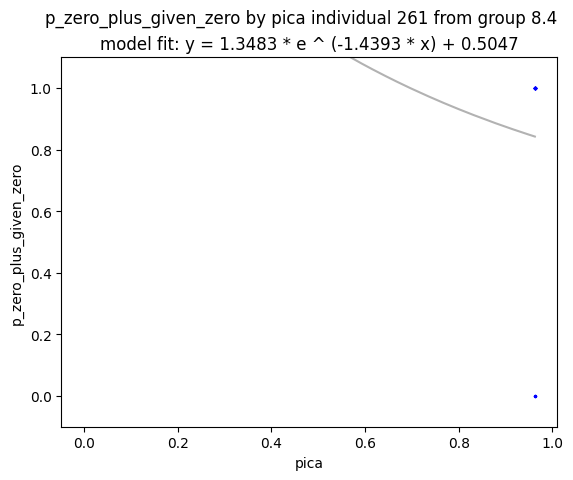 p_zero_plus_given_zero by pica individual 261 from group 8.4
model fit: y = 1.3483 * e ^ (-1.4393 * x) + 0.5047
1.0
0.8
0.6
0.4
0.2
0.0
p_zero_plus_given_zero
0.0 0.2 0.4 0.6 0.8 1.0
pica